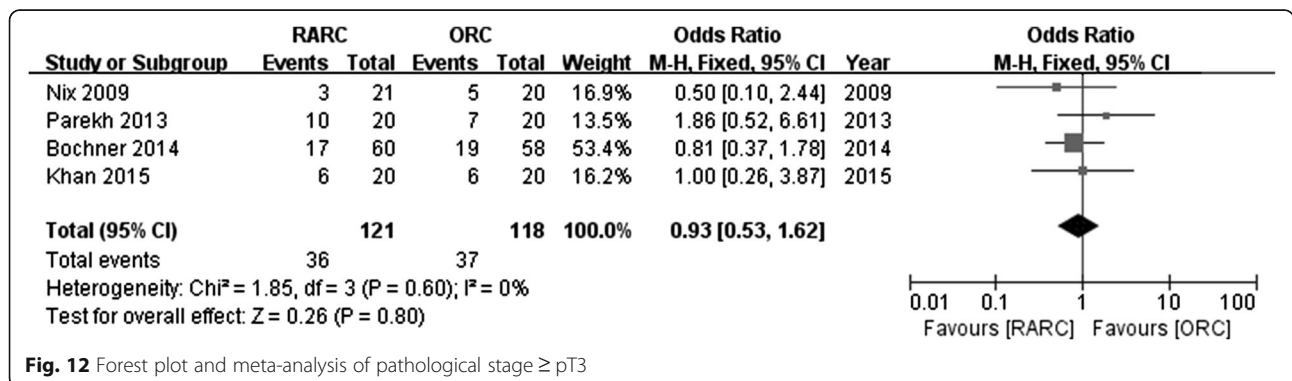 RARC ORC Odds Ratio Odds Ratio
Study or Subgroup Events Total Events Total Weight M-H, Fixed, 95% CI Year M-H, Fixed, 95% CI
Nix 2009 3 21 5 20 16.9% 0.50 [0.10, 2.44] 2009
Parekh 2013 10 20 7 20 13.5% 1.86 [0.52, 6.61] 2013
Bochner 2014 17 60 19 58 53.4% 0.81 [0.37, 1.78] 2014
Khan 2015 6 20 6 20 16.2% 1.00 [0.26, 3.87] 2015
Total (95% CI) 121 118 100.0% 0.93 [0.53, 1.62]
Total events 36 37
Heterogeneity: Chi² = 1.85, df = 3 (P = 0.60); I² = 0%
Test for overall effect: Z = 0.26 (P = 0.80)
0.01 0.1 1 10 100
Favours [RARC] Favours [ORC]
Fig. 12 Forest plot and meta-analysis of pathological stage ≥ pT3